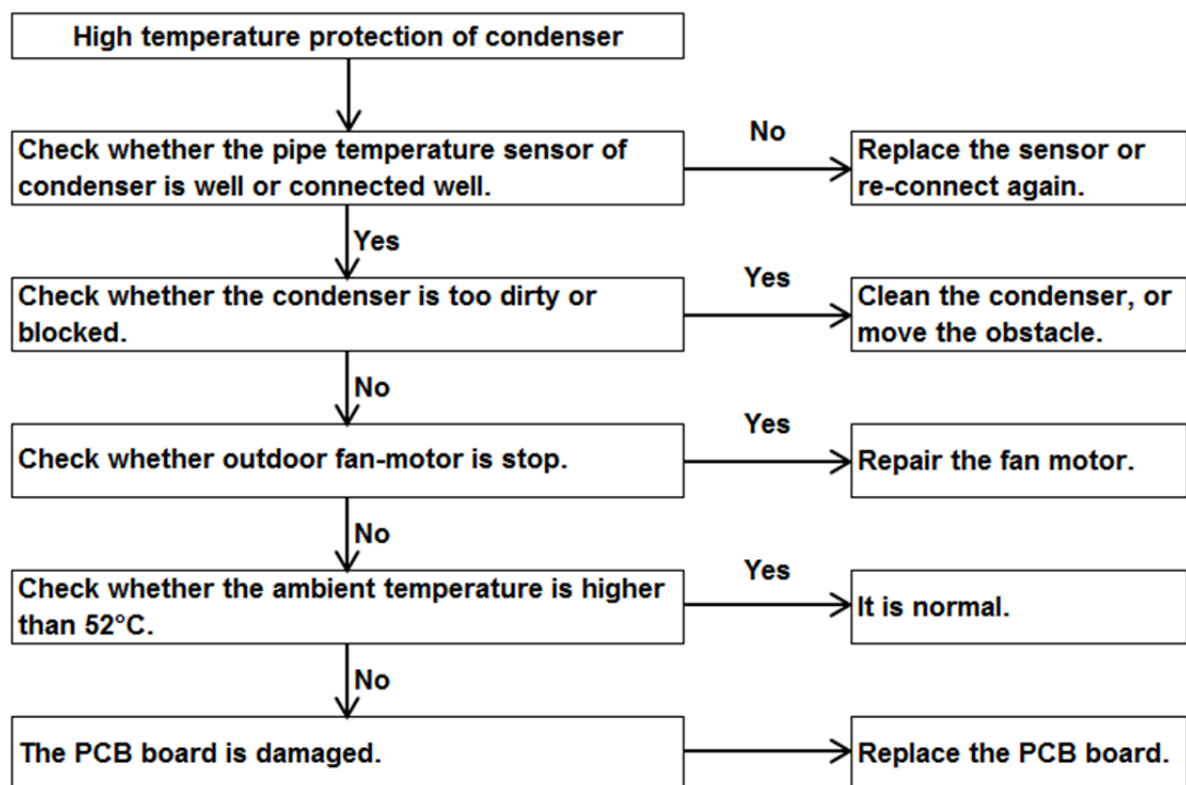 High temperature protection of condenser
No
Check whether the pipe temperature sensor of
condenser is well or connected well.
Replace the sensor or
re-connect again.
Yes
Yes
Check whether the condenser is too dirty or
blocked.
Clean the condenser, or
move the obstacle.
No
Yes
Check whether outdoor fan-motor is stop.
Repair the fan motor.
No
Yes
Check whether the ambient temperature is higher
than 52°C.
It is normal.
No
The PCB board is damaged.
Replace the PCB board.